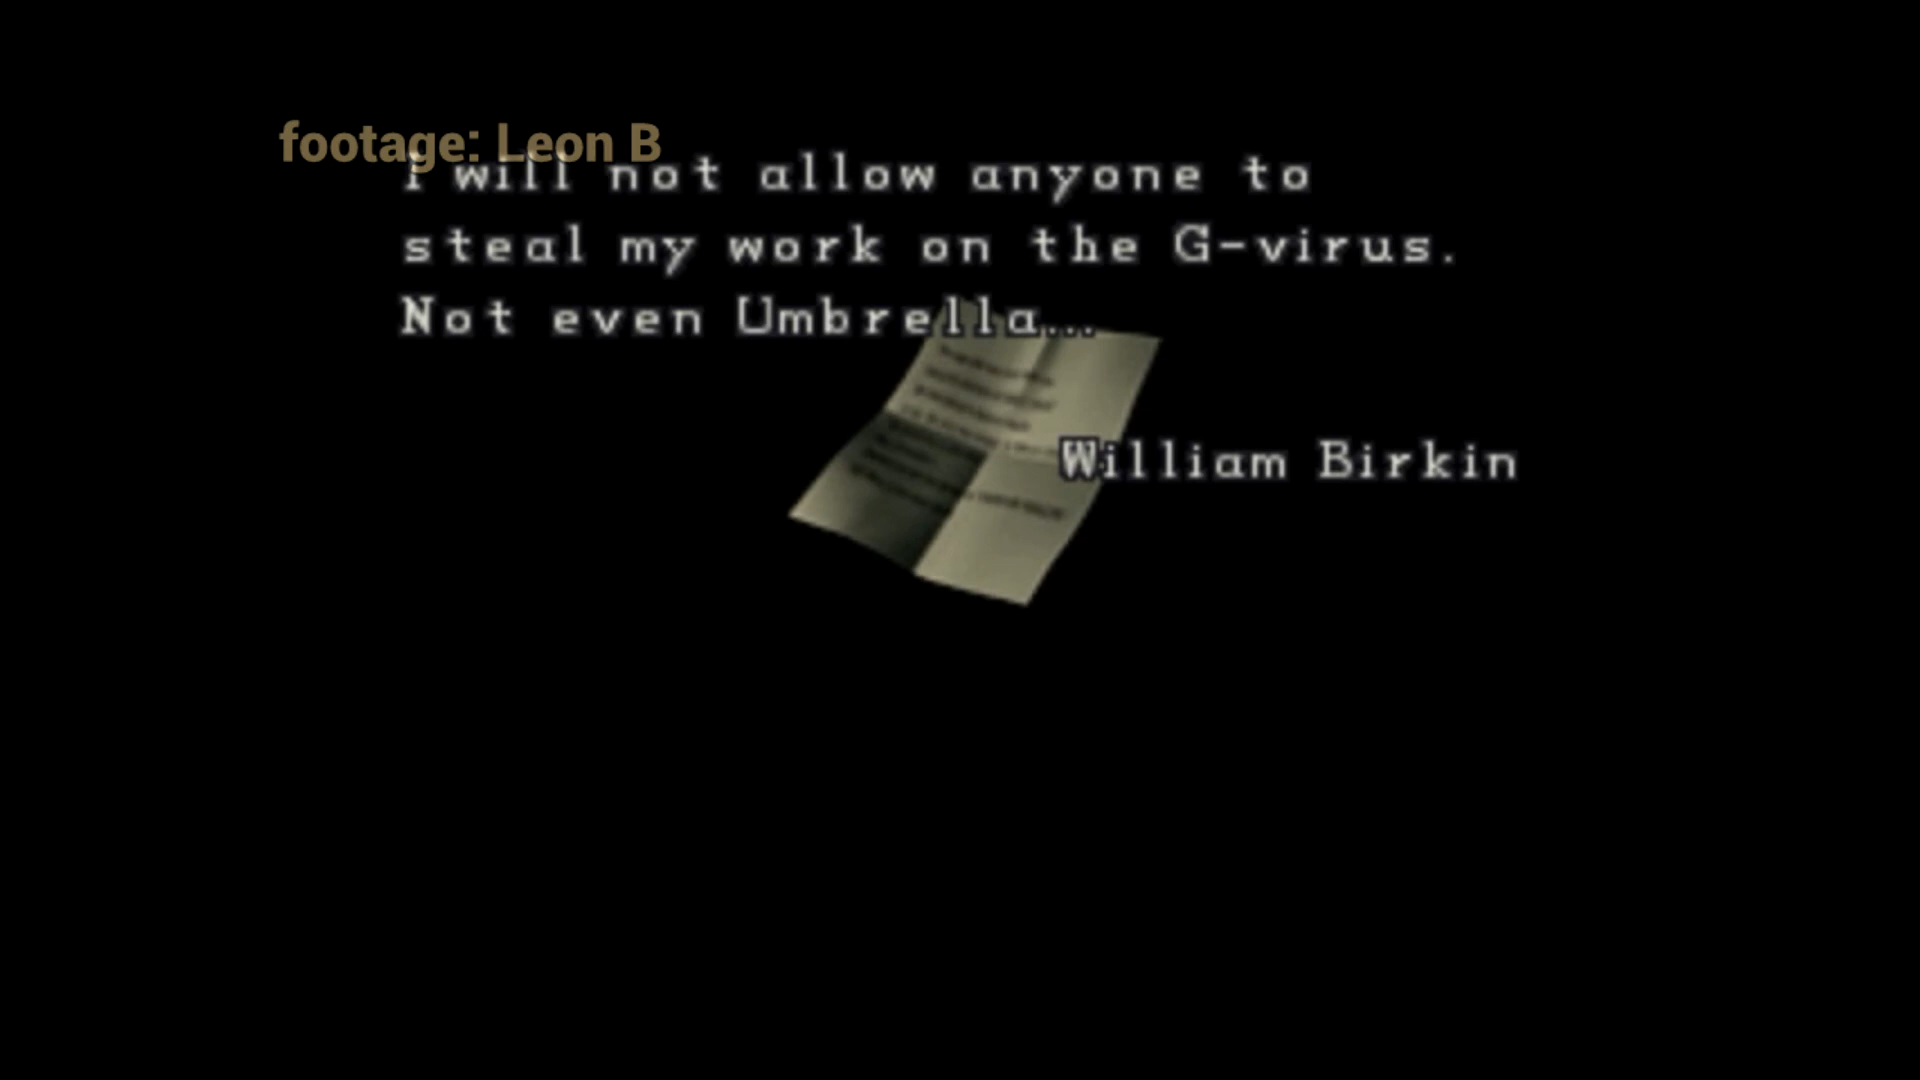 footage: Leon B
I will not allow anyone to
steal my work on the G-virus.
Not even Umbrella...
William Birkin